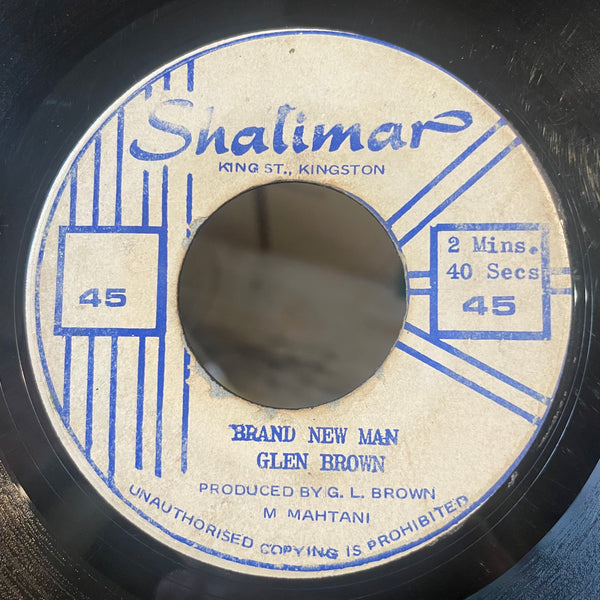 Shalimar
KING ST., KINGSTON
45
2 Mins.
40 Secs
45
BRAND NEW MAN
GLEN BROWN
PRODUCED BY G. L. BROWN
M MAHTANI
UNAUTHORISED COPYING IS PROHIBITED